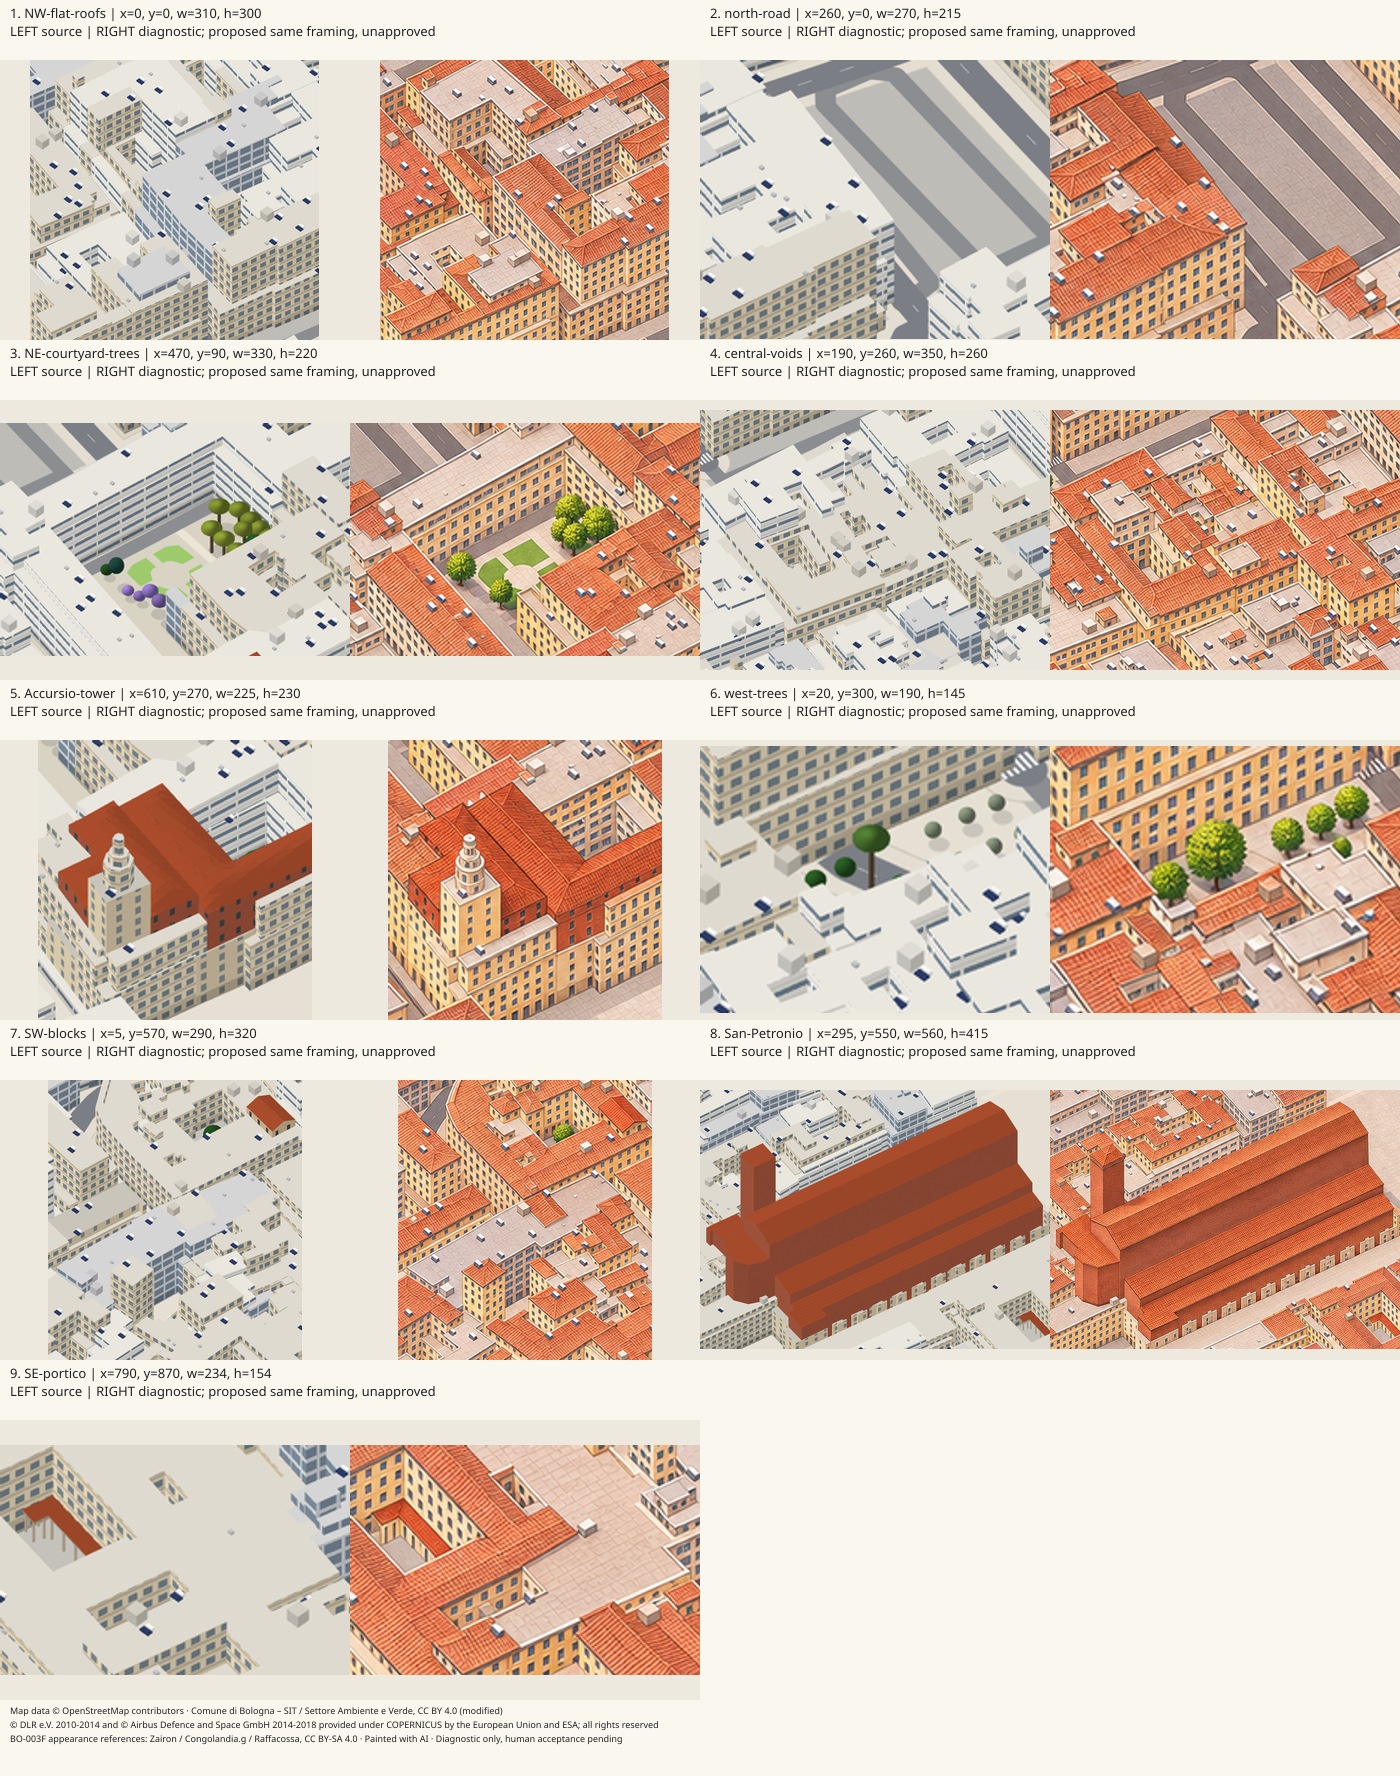 1. NW-flat-roofs | x=0, y=0, w=310, h=300
LEFT source | RIGHT diagnostic; proposed same framing, unapproved
2. north-road | x=260, y=0, w=270, h=215
LEFT source | RIGHT diagnostic; proposed same framing, unapproved
3. NE-courtyard-trees | x=470, y=90, w=330, h=220
LEFT source | RIGHT diagnostic; proposed same framing, unapproved
4. central-voids | x=190, y=260, w=350, h=260
LEFT source | RIGHT diagnostic; proposed same framing, unapproved
5. Accursio-tower | x=610, y=270, w=225, h=230
LEFT source | RIGHT diagnostic; proposed same framing, unapproved
6. west-trees | x=20, y=300, w=190, h=145
LEFT source | RIGHT diagnostic; proposed same framing, unapproved
7. SW-blocks | x=5, y=570, w=290, h=320
LEFT source | RIGHT diagnostic; proposed same framing, unapproved
8. San-Petronio | x=295, y=550, w=560, h=415
LEFT source | RIGHT diagnostic; proposed same framing, unapproved
9. SE-portico | x=790, y=870, w=234, h=154
LEFT source | RIGHT diagnostic; proposed same framing, unapproved
Map data © OpenStreetMap contributors · Comune di Bologna – SIT / Settore Ambiente e Verde, CC BY 4.0 (modified)
© DLR e.V. 2010-2014 and © Airbus Defence and Space GmbH 2014-2018 provided under COPERNICUS by the European Union and ESA; all rights reserved
BO-003F appearance references: Zairon / Congolandia.g / Raffacossa, CC BY-SA 4.0 · Painted with AI · Diagnostic only, human acceptance pending